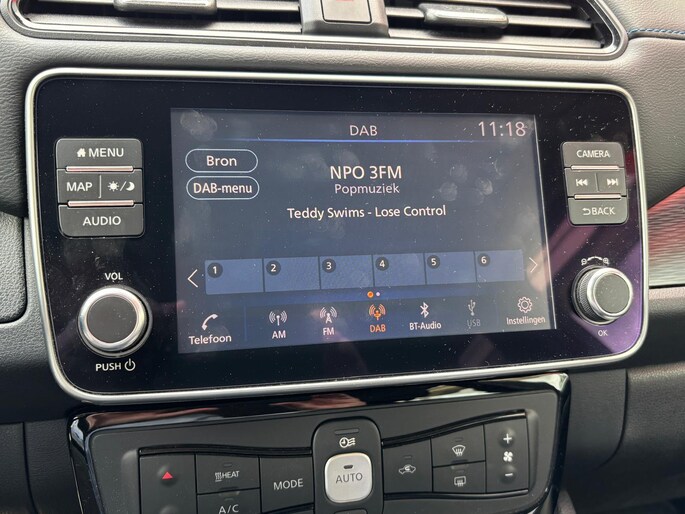 DAB
11:18
Bron
DAB-menu
NPO 3FM
Popmuziek
Teddy Swims - Lose Control
1 2 3 4 5 6
Telefoon
AM
FM
DAB
BT-Audio
USB
Instellingen
MENU
MAP
AUDIO
VOL
PUSH
CAMERA
BACK
OK
HEAT
A/C
MODE
AUTO